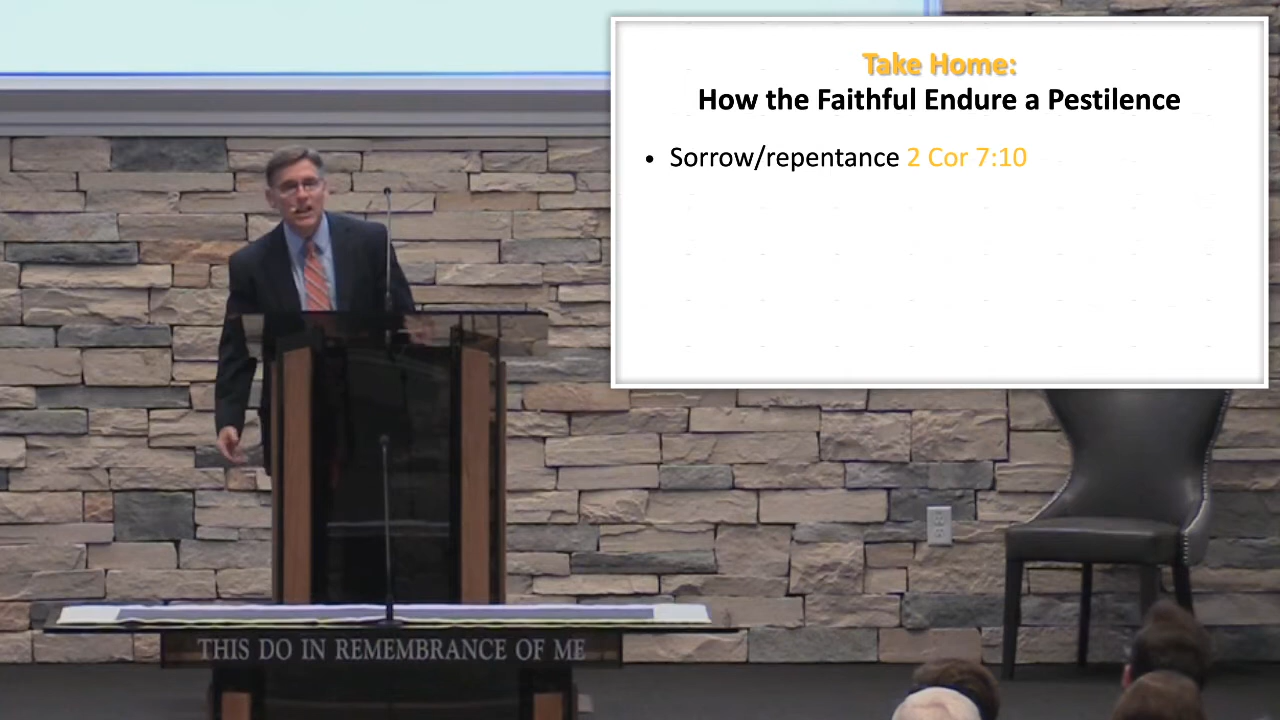 Take Home:
How the Faithful Endure a Pestilence
• Sorrow/repentance 2 Cor 7:10
THIS DO IN REMEMBRANCE OF ME